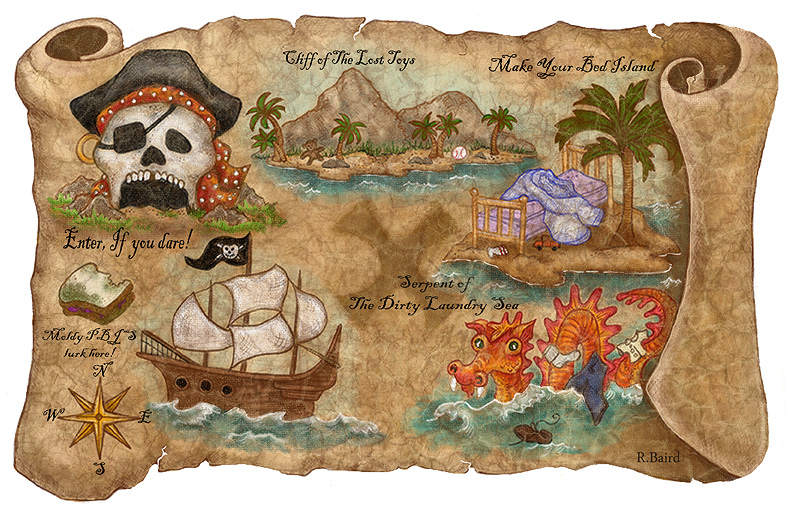 Cliff of The Lost Toys
Make Your Bed Island
Enter, If you dare!
Serpent of
The Dirty Laundry Sea
Moldy P.B.J.'S
lurk here!
N
W
E
S
R.Baird